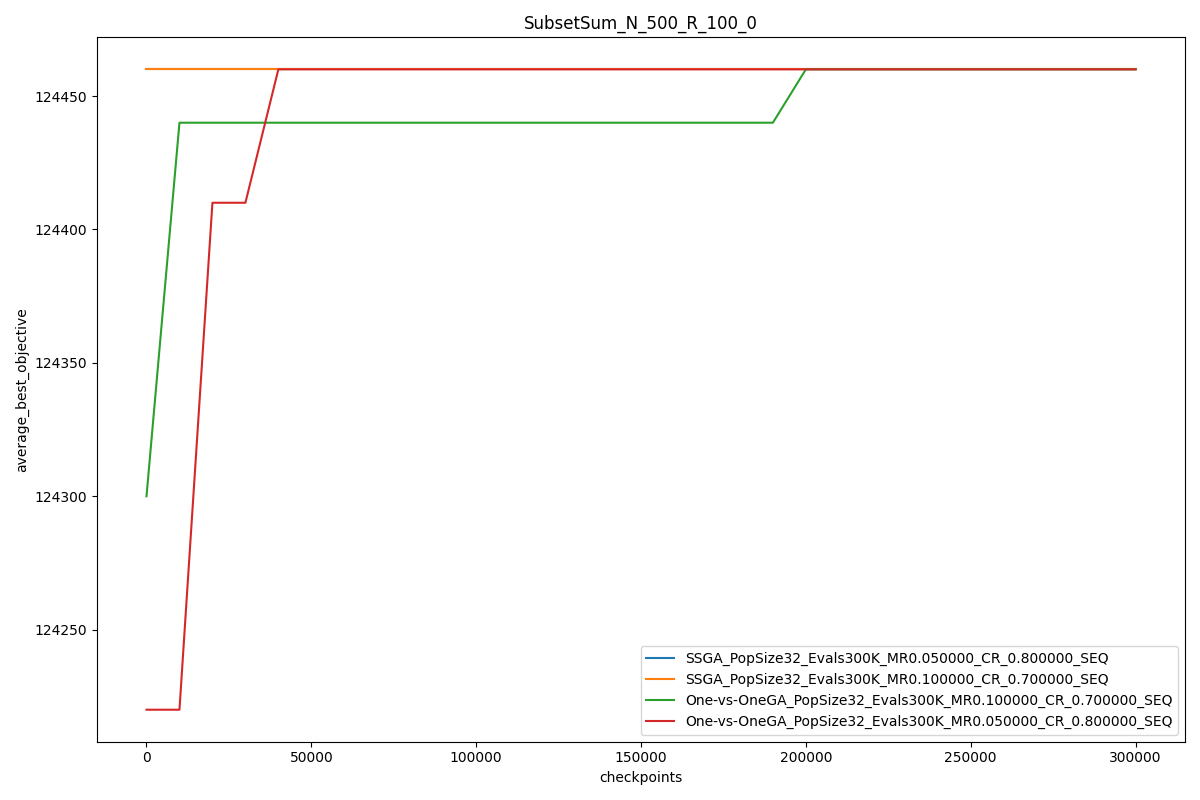 SubsetSum_N_500_R_100_0
average_best_objective
124450
124400
124350
124300
124250
0
50000
100000
150000
200000
250000
300000
checkpoints
SSGA_PopSize32_Evals300K_MR0.050000_CR_0.800000_SEQ
SSGA_PopSize32_Evals300K_MR0.100000_CR_0.700000_SEQ
One-vs-OneGA_PopSize32_Evals300K_MR0.100000_CR_0.700000_SEQ
One-vs-OneGA_PopSize32_Evals300K_MR0.050000_CR_0.800000_SEQ